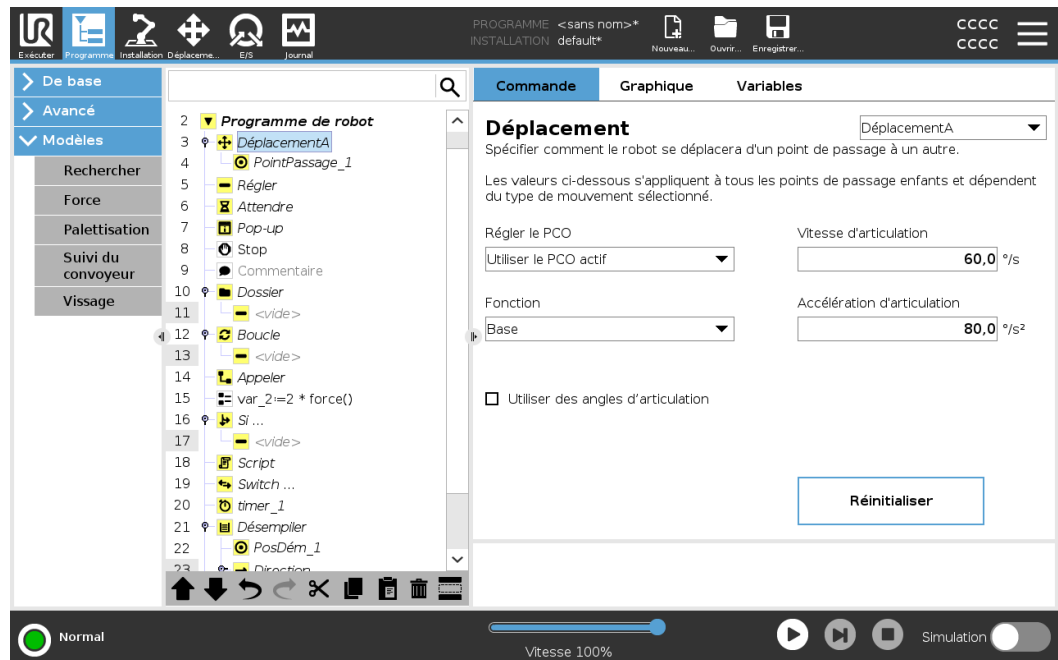 UR
PROGRAMME <sans nom>*
INSTALLATION default*
CCCC
CCCC
Exécuter Programme Installation Déplaceme... E/S Journal Nouveau... Ouvrir... Enregistrer...
De base
Avancé
Modèles
Rechercher
Force
Palettisation
Suivi du
convoyeur
Vissage
2 Programme de robot
3 DéplacementA
4 PointPassage_1
5 Régler
6 Attendre
7 Pop-up
8 Stop
9 Commentaire
10 Dossier
11 <vide>
12 Boucle
13 <vide>
14 Appeler
15 var_2≔2 * force()
16 Si ...
17 <vide>
18 Script
19 Switch ...
20 timer_1
21 Désempiler
22 PosDém_1
23 Direction
Commande Graphique Variables
Déplacement DéplacementA
Spécifier comment le robot se déplacera d'un point de passage à un autre.
Les valeurs ci-dessous s'appliquent à tous les points de passage enfants et dépendent
du type de mouvement sélectionné.
Régler le PCO Vitesse d'articulation
Utiliser le PCO actif 60,0 °/s
Fonction Accélération d'articulation
Base 80,0 °/s²
Utiliser des angles d’articulation
Réinitialiser
Normal
Vitesse 100%
Simulation